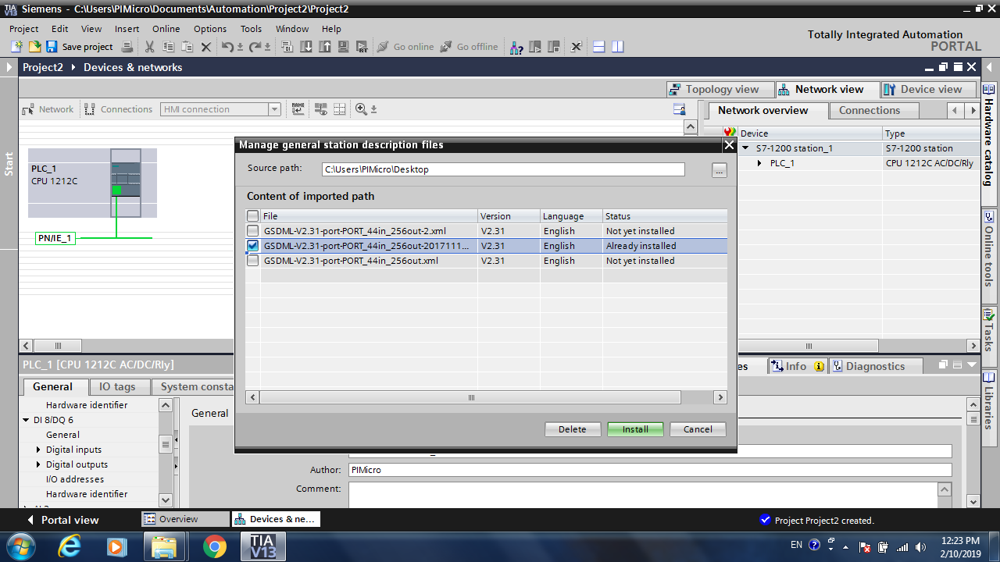 TIA V13 Siemens - C:\Users\PIMicro\Documents\Automation\Project2\Project2
Project Edit View Insert Online Options Tools Window Help
Totally Integrated Automation
PORTAL
Save project Go online Go offline
Project2 Devices & networks
Topology view Network view Device view
Network Connections HMI connection
Network overview Connections
Start
Hardware catalog
Online tools
Tasks
Libraries
Device Type
S7-1200 station_1 S7-1200 station
PLC_1 CPU 1212C AC/DC/Rly
PLC_1
CPU 1212C
PN/IE_1
Manage general station description files
Source path: C:\Users\PIMicro\Desktop ...
Content of imported path
File Version Language Status
GSDML-V2.31-port-PORT_44in_256out-2.xml V2.31 English Not yet installed
GSDML-V2.31-port-PORT_44in_256out-2017111... V2.31 English Already installed
GSDML-V2.31-port-PORT_44in_256out.xml V2.31 English Not yet installed
Delete Install Cancel
PLC_1 [CPU 1212C AC/DC/Rly]
es Info Diagnostics
General IO tags System consta
Hardware identifier
DI 8/DQ 6
General
Digital inputs
Digital outputs
I/O addresses
Hardware identifier
General
Author: PIMicro
Comment:
Portal view Overview Devices & ne... Project Project2 created.
TIA V13
EN
12:23 PM
2/10/2019